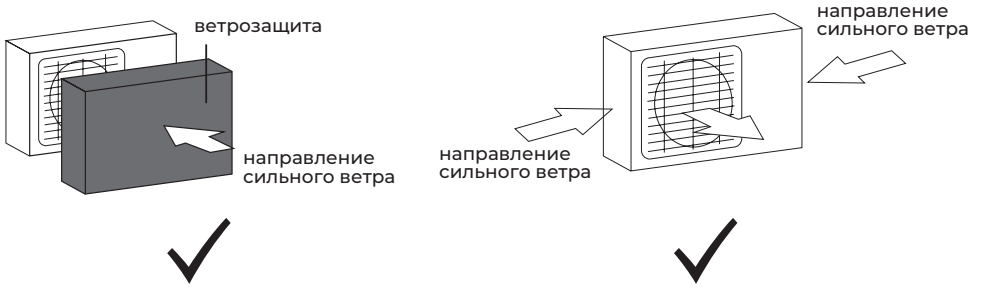 ветрозащита
направление
сильного ветра
направление
сильного ветра
направление
сильного ветра